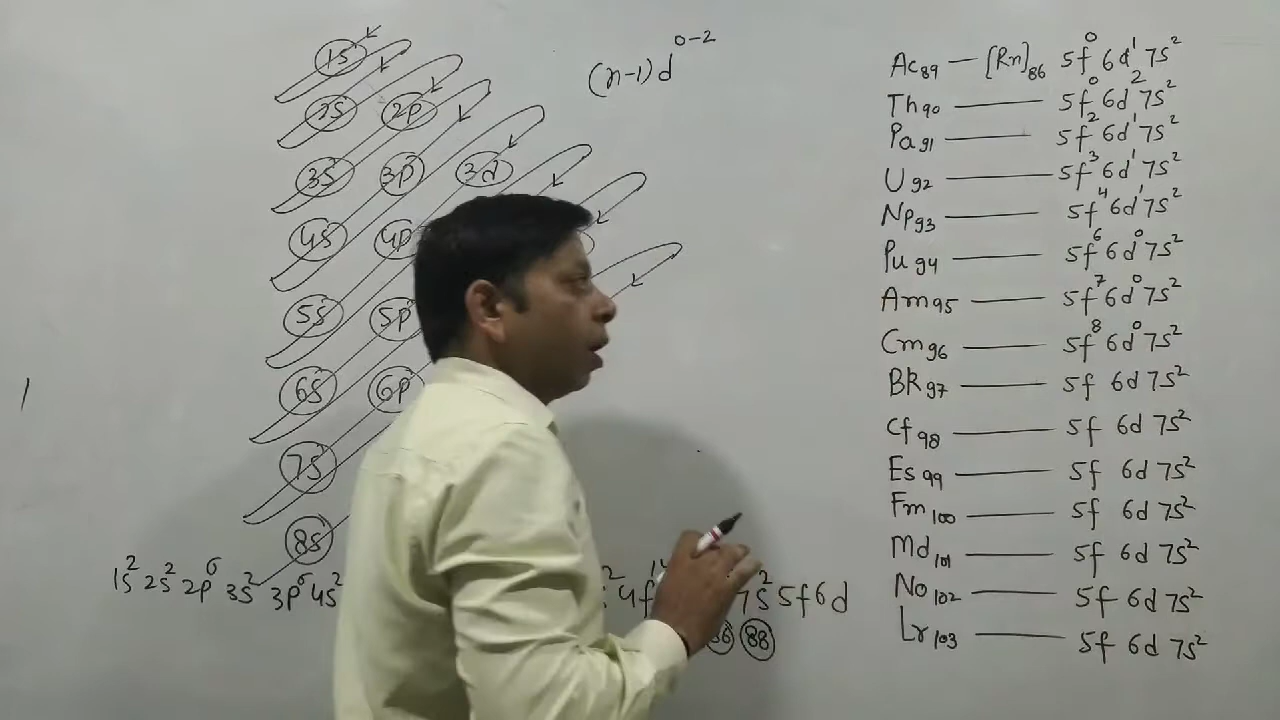 1s
2s 2p
3s 3p 3d
4s 4p
5s 5p
6s 6p
7s
8s
(n-1)d⁰⁻²
1s² 2s² 2p⁶ 3s² 3p⁶ 4s² 4f 7s² 5f 6d
88
Ac₈₉ — [Rn]₈₆ 5f⁰ 6d¹ 7s²
Th₉₀ — 5f⁰ 6d² 7s²
Pa₉₁ — 5f² 6d¹ 7s²
U₉₂ — 5f³ 6d¹ 7s²
Np₉₃ — 5f⁴ 6d¹ 7s²
Pu₉₄ — 5f⁶ 6d⁰ 7s²
Am₉₅ — 5f⁷ 6d⁰ 7s²
Cm₉₆ — 5f⁸ 6d⁰ 7s²
BK₉₇ — 5f 6d 7s²
Cf₉₈ — 5f 6d 7s²
Es₉₉ — 5f 6d 7s²
Fm₁₀₀ — 5f 6d 7s²
Md₁₀₁ — 5f 6d 7s²
No₁₀₂ — 5f 6d 7s²
Lr₁₀₃ — 5f 6d 7s²